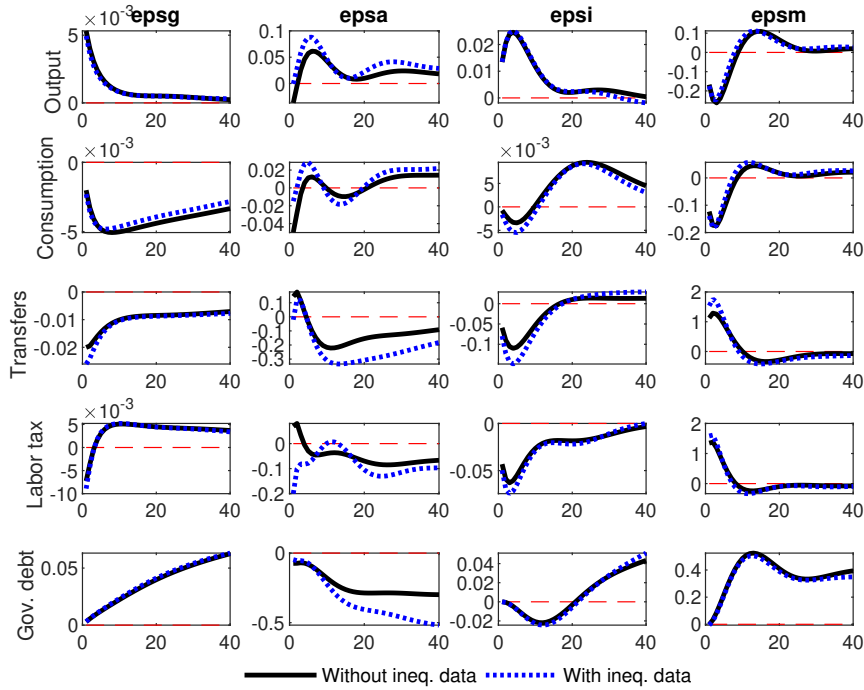 epsg epsa epsi epsm
×10⁻³
Output
5
0
0 20 40
0.1
0.05
0
0 20 40
0.02
0.01
0
0 20 40
0.1
0
-0.1
-0.2
0 20 40
×10⁻³
Consumption
0
-5
0 20 40
0.02
0
-0.02
-0.04
0 20 40
×10⁻³
5
0
-5
0 20 40
0.1
0
-0.1
-0.2
0 20 40
Transfers
0
-0.01
-0.02
0 20 40
0.1
0
-0.1
-0.2
-0.3
0 20 40
0
-0.05
-0.1
0 20 40
2
1
0
0 20 40
×10⁻³
Labor tax
5
0
-5
-10
0 20 40
0
-0.1
-0.2
0 20 40
0
-0.05
0 20 40
2
1
0
0 20 40
Gov. debt
0.05
0
0 20 40
0
-0.5
0 20 40
0.04
0.02
0
-0.02
0 20 40
0.4
0.2
0
0 20 40
Without ineq. data With ineq. data